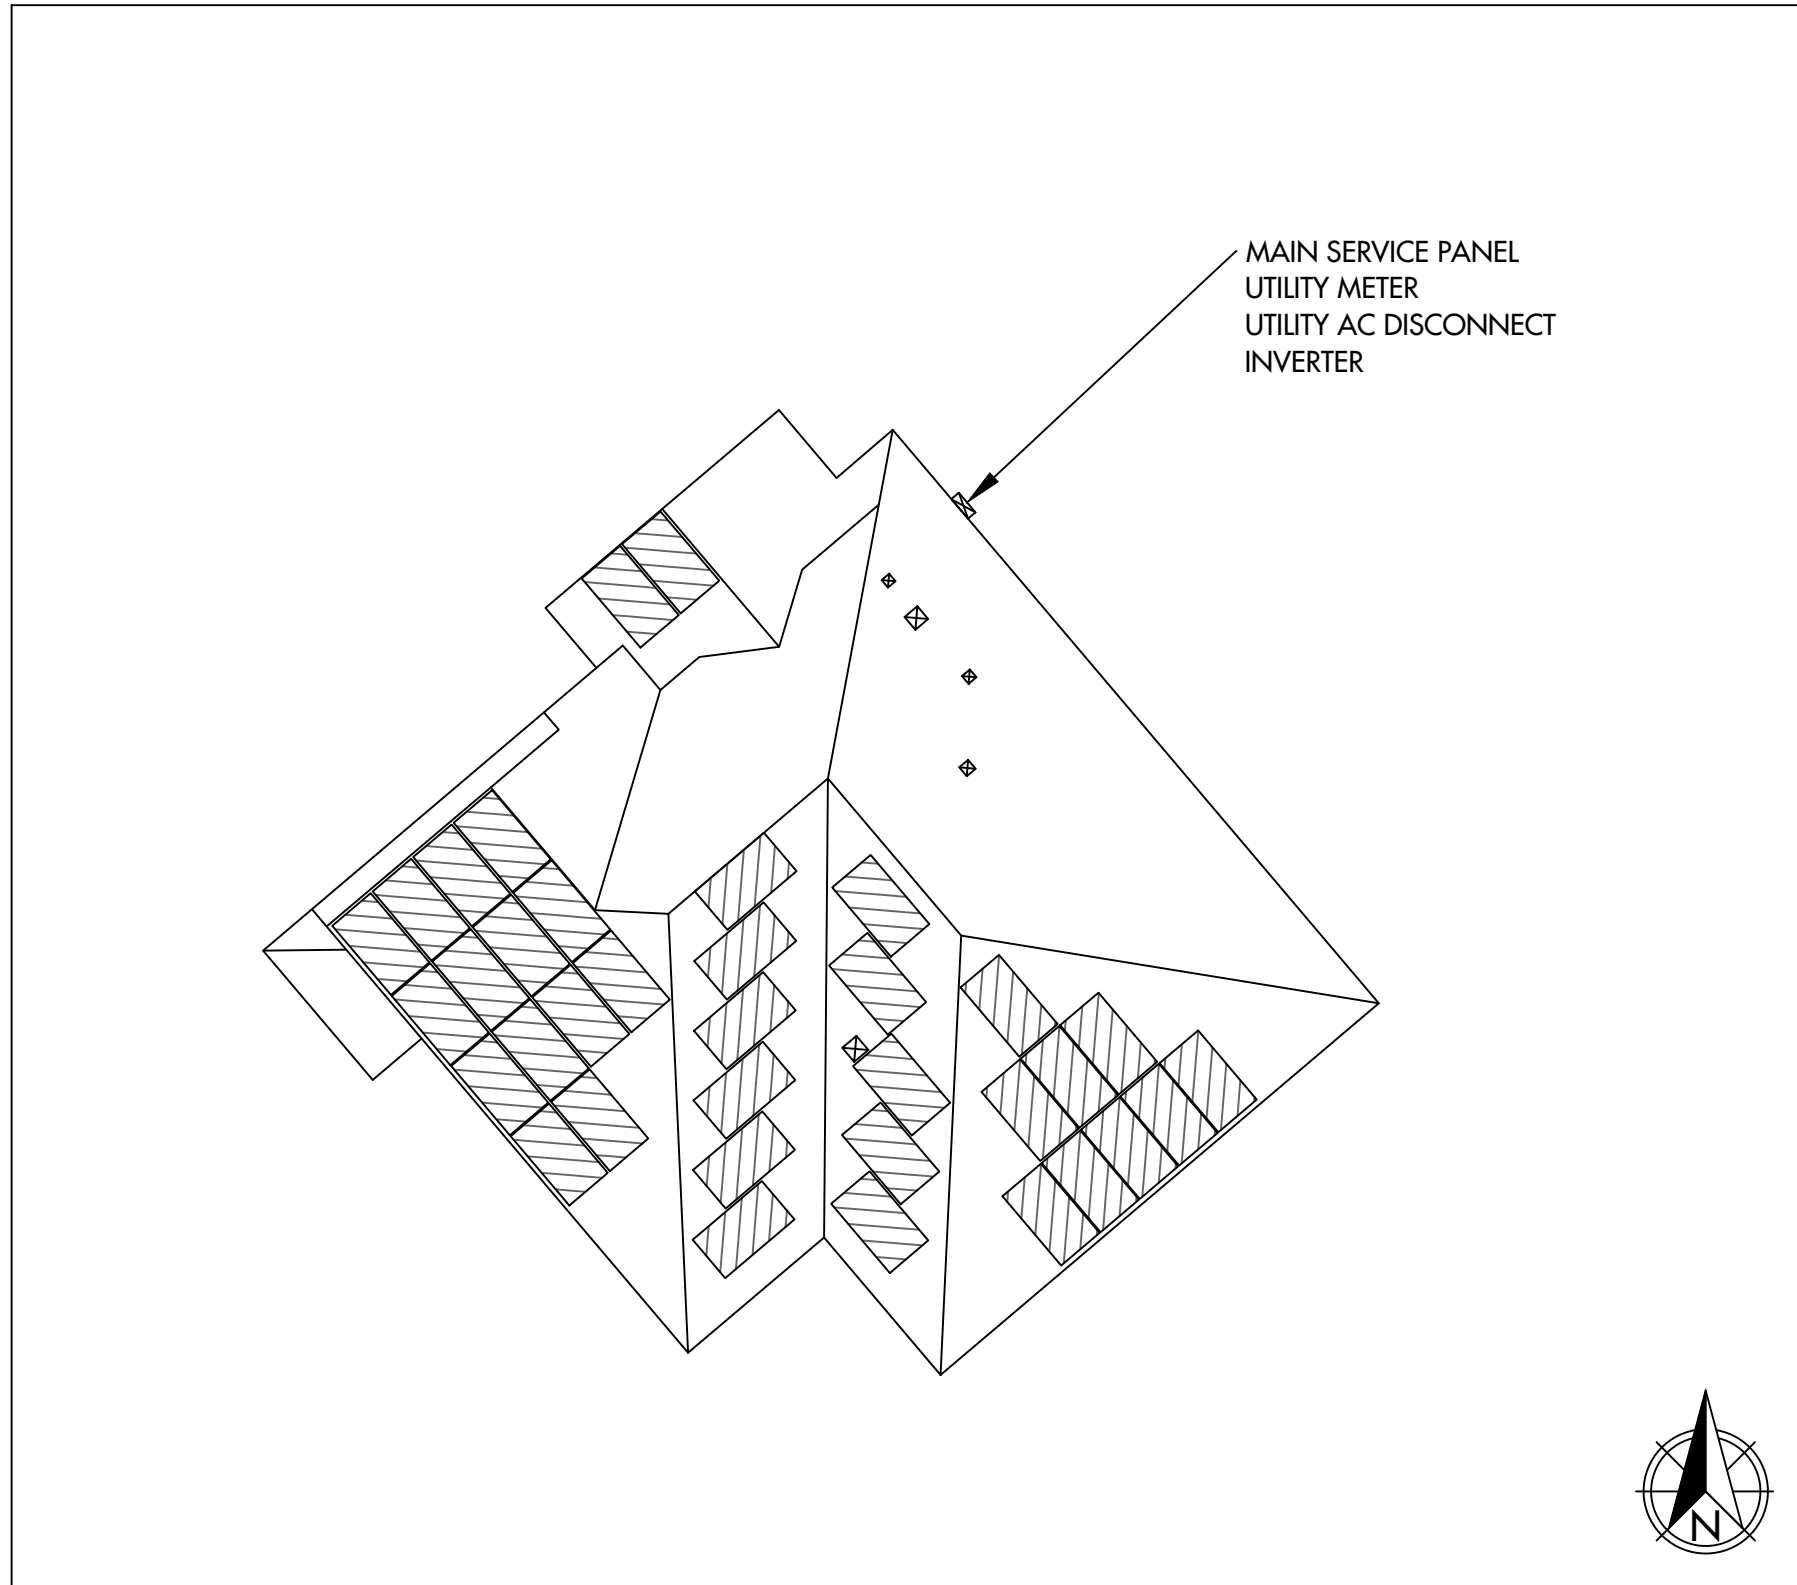 MAIN SERVICE PANEL
UTILITY METER
UTILITY AC DISCONNECT
INVERTER
N